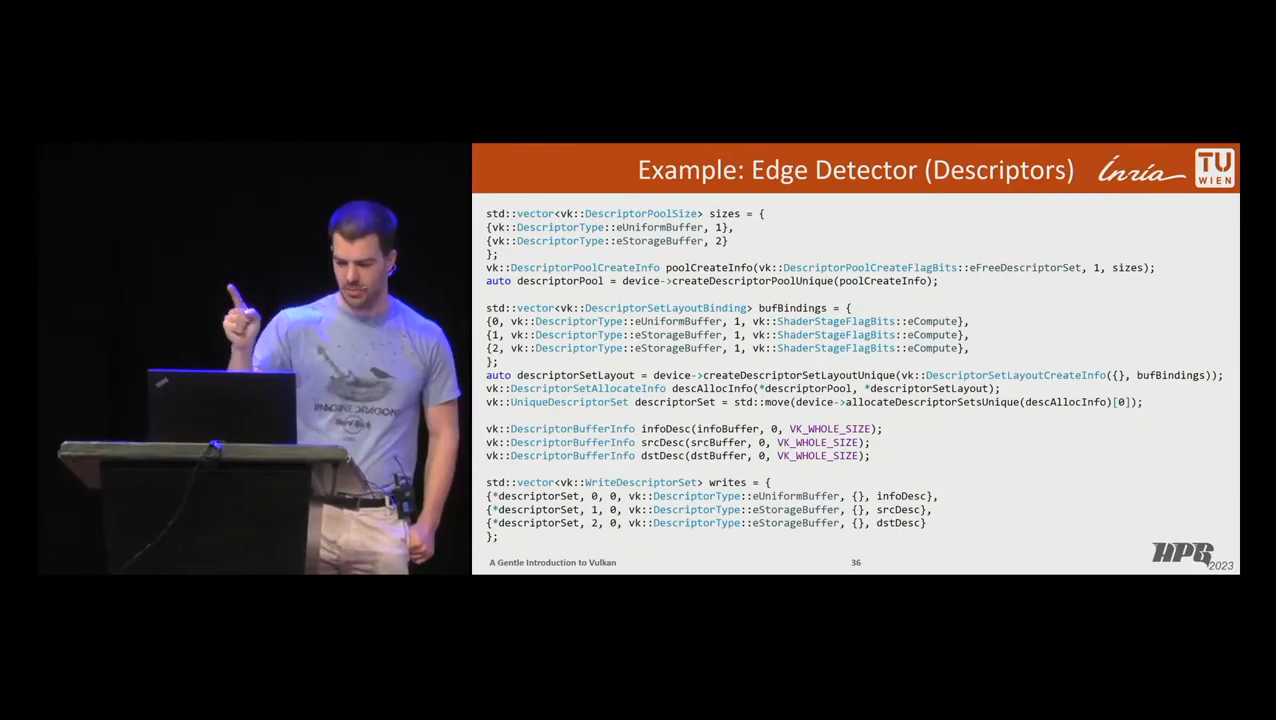 Example: Edge Detector (Descriptors)
Inria
TU
WIEN
std::vector<vk::DescriptorPoolSize> sizes = {
{vk::DescriptorType::eUniformBuffer, 1},
{vk::DescriptorType::eStorageBuffer, 2}
};
vk::DescriptorPoolCreateInfo poolCreateInfo(vk::DescriptorPoolCreateFlagBits::eFreeDescriptorSet, 1, sizes);
auto descriptorPool = device->createDescriptorPoolUnique(poolCreateInfo);
std::vector<vk::DescriptorSetLayoutBinding> bufBindings = {
{0, vk::DescriptorType::eUniformBuffer, 1, vk::ShaderStageFlagBits::eCompute},
{1, vk::DescriptorType::eStorageBuffer, 1, vk::ShaderStageFlagBits::eCompute},
{2, vk::DescriptorType::eStorageBuffer, 1, vk::ShaderStageFlagBits::eCompute},
};
auto descriptorSetLayout = device->createDescriptorSetLayoutUnique(vk::DescriptorSetLayoutCreateInfo({}, bufBindings));
vk::DescriptorSetAllocateInfo descAllocInfo(*descriptorPool, *descriptorSetLayout);
vk::UniqueDescriptorSet descriptorSet = std::move(device->allocateDescriptorSetsUnique(descAllocInfo)[0]);
vk::DescriptorBufferInfo infoDesc(infoBuffer, 0, VK_WHOLE_SIZE);
vk::DescriptorBufferInfo srcDesc(srcBuffer, 0, VK_WHOLE_SIZE);
vk::DescriptorBufferInfo dstDesc(dstBuffer, 0, VK_WHOLE_SIZE);
std::vector<vk::WriteDescriptorSet> writes = {
{*descriptorSet, 0, 0, vk::DescriptorType::eUniformBuffer, {}, infoDesc},
{*descriptorSet, 1, 0, vk::DescriptorType::eStorageBuffer, {}, srcDesc},
{*descriptorSet, 2, 0, vk::DescriptorType::eStorageBuffer, {}, dstDesc}
};
A Gentle Introduction to Vulkan
36
HPG
2023
IMAGINE DRAGONS
Hard Rock